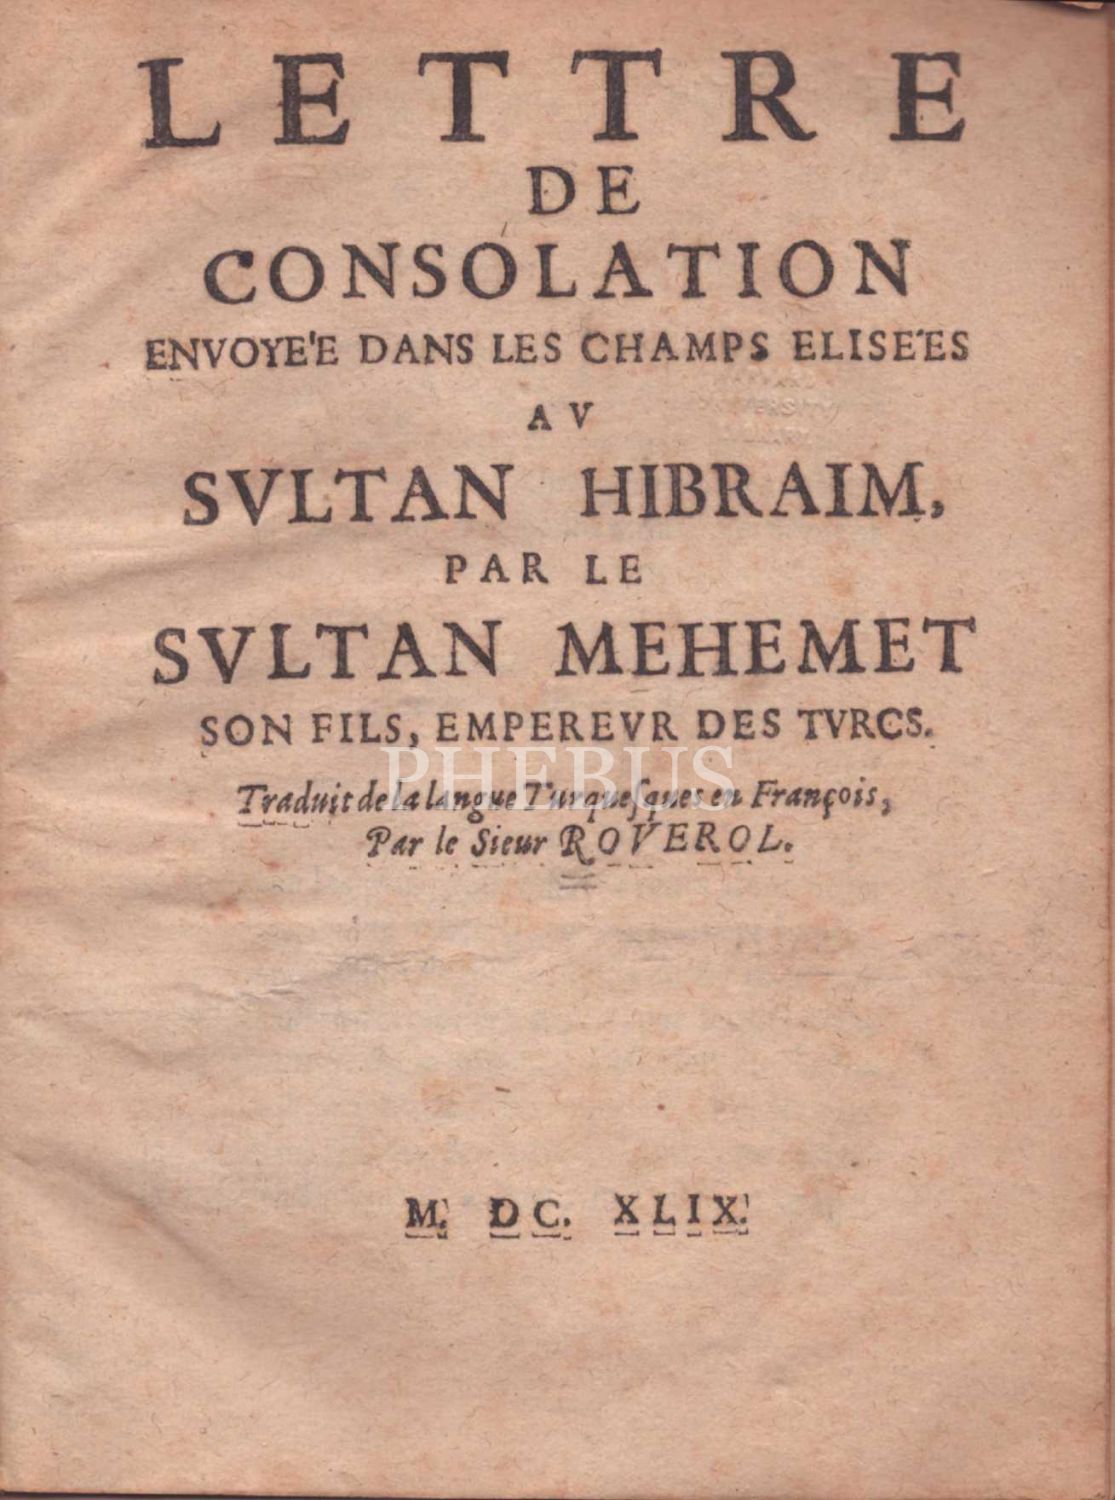 LETTRE
DE
CONSOLATION
ENVOYE'E DANS LES CHAMPS ELISE'ES
AV
SVLTAN HIBRAIM,
PAR LE
SVLTAN MEHEMET
SON FILS, EMPEREVR DES TVRCS.
PHEBUS
Traduit de la langue Turqueſques en François,
Par le Sieur ROVEROL.
M. DC. XLIX.